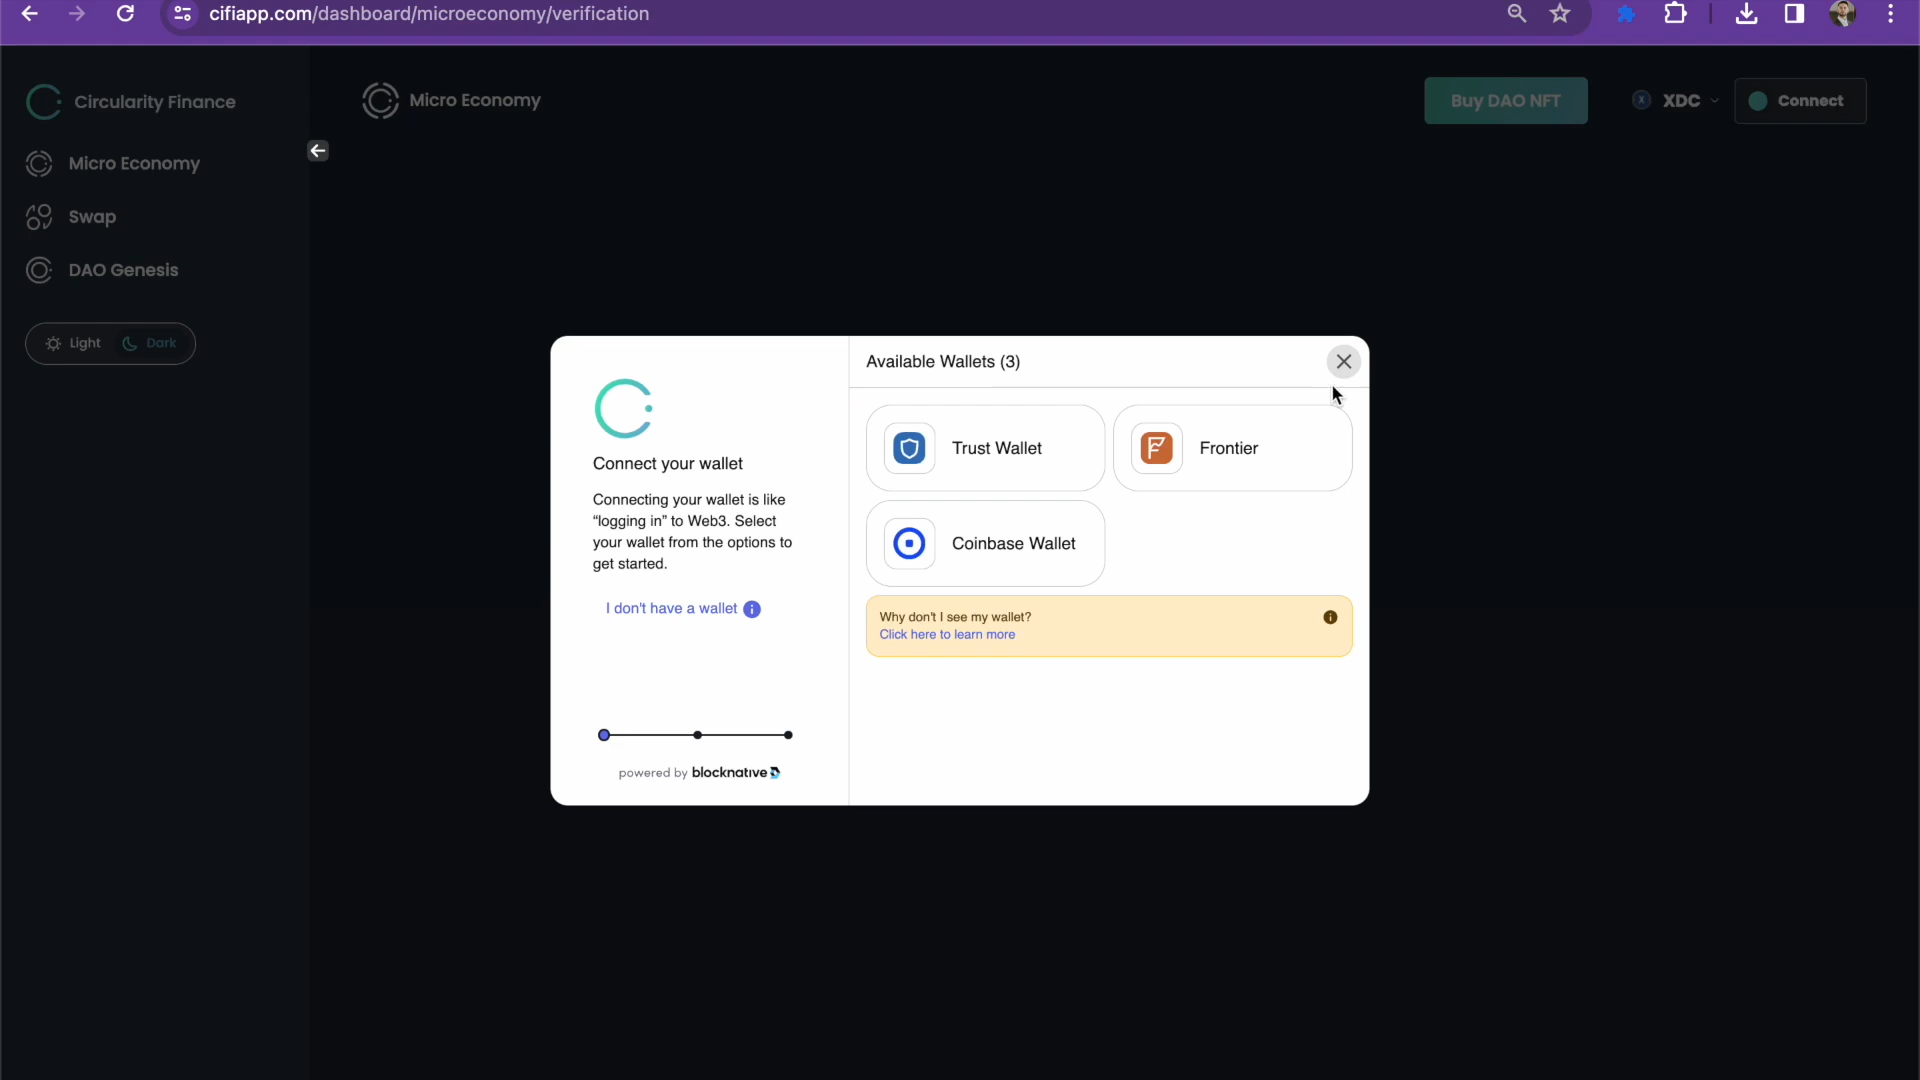 cifiapp.com/dashboard/microeconomy/verification
Circularity Finance
Micro Economy
Buy DAO NFT
XDC
Connect
Micro Economy
Swap
DAO Genesis
Light
Dark
Connect your wallet
Connecting your wallet is like
“logging in” to Web3. Select
your wallet from the options to
get started.
I don't have a wallet
powered by blocknative
Available Wallets (3)
Trust Wallet
Frontier
Coinbase Wallet
Why don't I see my wallet?
Click here to learn more